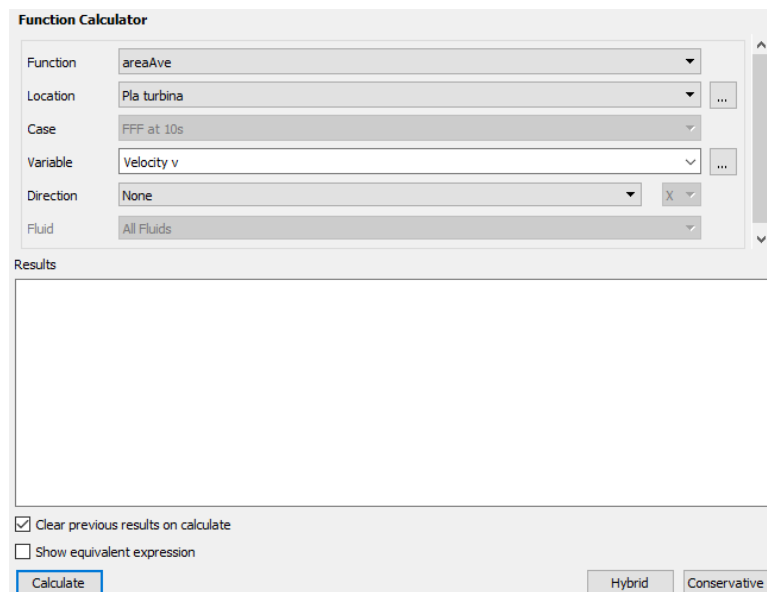 Function Calculator
Function areaAve
Location Pla turbina ...
Case FFF at 10s
Variable Velocity v ...
Direction None X
Fluid All Fluids
Results
Clear previous results on calculate
Show equivalent expression
Calculate Hybrid Conservative